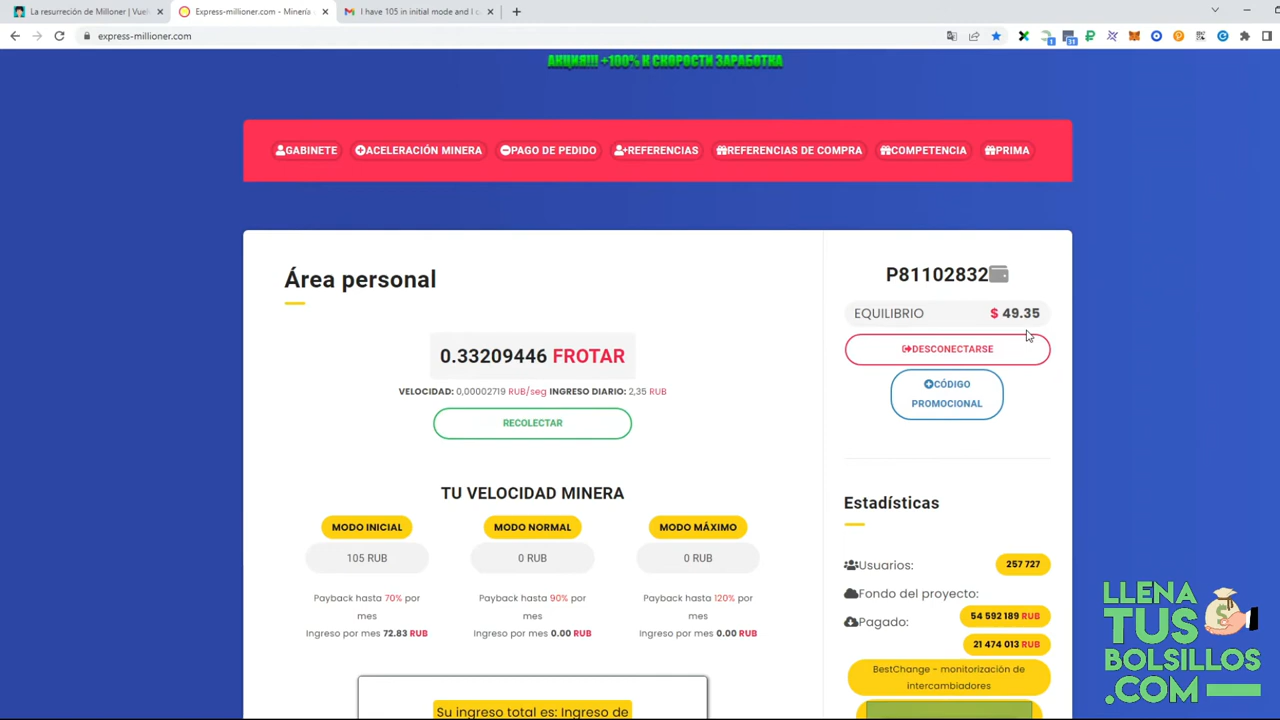 La resurrección de Milloner | Vuel
Express-millioner.com - Minería
I have 105 in initial mode and I c
express-millioner.com
АКЦИЯ!!! +100% К СКОРОСТИ ЗАРАБОТКА
GABINETE
ACELERACIÓN MINERA
PAGO DE PEDIDO
REFERENCIAS
REFERENCIAS DE COMPRA
COMPETENCIA
PRIMA
Área personal
0.33209446 FROTAR
VELOCIDAD: 0,00002719 RUB/seg INGRESO DIARIO: 2,35 RUB
RECOLECTAR
TU VELOCIDAD MINERA
MODO INICIAL
105 RUB
Payback hasta 70% por
mes
Ingreso por mes 72.83 RUB
MODO NORMAL
0 RUB
Payback hasta 90% por
mes
Ingreso por mes 0.00 RUB
MODO MÁXIMO
0 RUB
Payback hasta 120% por
mes
Ingreso por mes 0.00 RUB
Su ingreso total es: Ingreso de
P81102832
EQUILIBRIO $ 49.35
DESCONECTARSE
CÓDIGO
PROMOCIONAL
Estadísticas
Usuarios: 257 727
Fondo del proyecto:
54 592 189 RUB
Pagado:
21 474 013 RUB
BestChange - monitorización de
intercambiadores
LLENA
TUS
BOLSILLOS
.COM